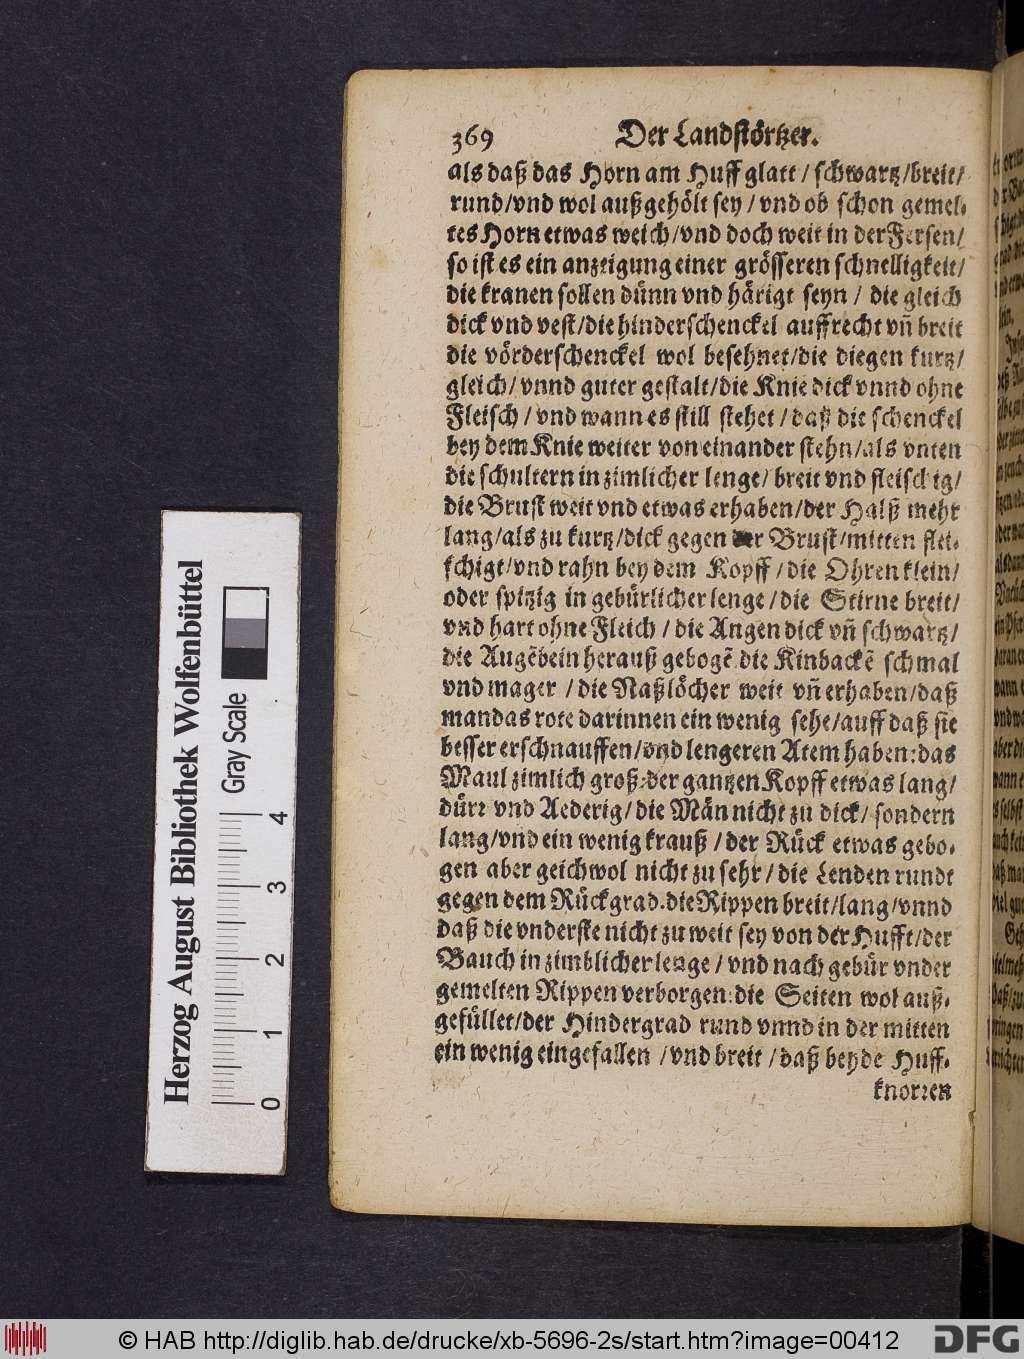 369 Der Landstörtzer.
als daß das Horn am Huff glatt / schwartz / breit/
rund/vnd wol außgehölt sey / vnd ob schon gemel-
tes Horn etwas weich/vnd doch weit in der Fersen/
so ist es ein anzeigung einer grösseren schnelligkeit/
die kranen sollen dünn vnd härigt seyn / die gleich
dick vnd vest/die hinderschenckel auffrecht vñ breit
die vörderschenckel wol besehnet/die diegen kurtz/
gleich/ vnnd guter gestalt/die Knie dick vnnd ohne
Fleisch / vnd wann es still stehet / daß die schenckel
bey dem Knie weiter von einander stehn/als vnten
die schultern in zimlicher lenge/ breit vnd fleischig/
die Brust weit vnd etwas erhaben/der Halß mehr
lang/als zu kurtz/dick gegen der Brust/mitten flei-
schigt/vnd rahn bey dem Kopff / die Ohren klein/
oder spitzig in gebürlicher lenge / die Stirne breit/
vnd hart ohne Fleich / die Angen dick vñ schwartz/
die Augẽbein herauß gebogẽ die Kinbackẽ schmal
vnd mager / die Naßlöcher weit vñ erhaben/daß
man das rote darinnen ein wenig sehe/auff daß sie
besser erschnauffen/vnd lengeren Atem haben: das
Maul zimlich groß: der gantzen Kopff etwas lang/
dürr vnd Aederig/ die Män nicht zu dick/ sondern
lang/vnd ein wenig krauß / der Rück etwas gebo-
gen aber geichwol nicht zu sehr / die Lenden rundt
gegen dem Rückgrad. die Rippen breit/lang/vnnd
daß die vnderste nicht zu weit sey von der Hufft/der
Bauch in zimblicher lenge / vnd nach gebür vnder
gemelten Rippen verborgen: die Seiten wol auß-
gefüllet/der Hindergrad rund vnnd in der mitten
ein wenig eingefallen / vnd breit / daß beyde Huff-
knorren
Herzog August Bibliothek Wolfenbüttel
Gray Scale
0 1 2 3 4
© HAB http://diglib.hab.de/drucke/xb-5696-2s/start.htm?image=00412
DFG